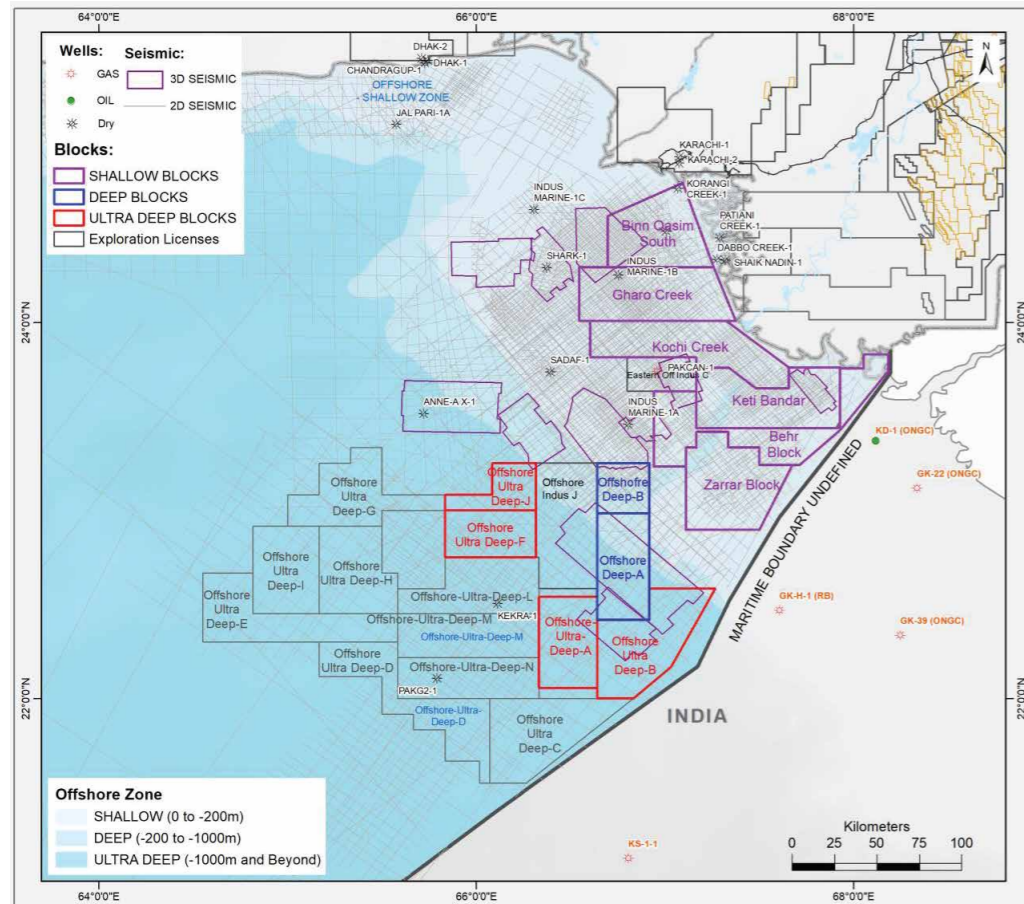 64°0'0"E
66°0'0"E
68°0'0"E
Wells:
GAS
OIL
Dry
Seismic:
3D SEISMIC
2D SEISMIC
Blocks:
SHALLOW BLOCKS
DEEP BLOCKS
ULTRA DEEP BLOCKS
Exploration Licenses
N
DHAK-2
DHAK-1
CHANDRAGUP-1
OFFSHORE
SHALLOW ZONE
JAL PARI-1A
KARACHI-1
KARACHI-2
KORANGI
CREEK-1
INDUS
MARINE-1C
PATIANI
CREEK-1
Binn Qasim
South
DABBO CREEK-1
SHAIK NADIN-1
SHARK-1
INDUS
MARINE-1B
Gharo Creek
24°0'0"N
24°0'0"N
Kochi Creek
SADAF-1
PAKCAN-1
Eastern Off Indus C
ANNE-A X-1
INDUS
MARINE-1A
Keti Bandar
KD-1 (ONGC)
Behr
Block
GK-22 (ONGC)
Zarrar Block
MARITIME BOUNDARY UNDEFINED
Offshore
Ultra
Deep-G
Offshore
Ultra
Deep-J
Offshore
Indus J
Offshofre
Deep-B
Offshore
Ultra Deep-F
Offshore
Ultra
Deep-I
Offshore
Ultra Deep-H
Offshore
Deep-A
Offshore
Ultra
Deep-E
Offshore-Ultra-Deep-L
KEKRA-1
Offshore-Ultra-Deep-M
Offshore-Ultra-Deep-M
Offshore-
Ultra-
Deep-A
Offshore
Ultra
Deep-B
GK-H-1 (RB)
GK-39 (ONGC)
Offshore
Ultra
Deep-D
Offshore-Ultra-Deep-N
PAKG2-1
22°0'0"N
22°0'0"N
Offshore-Ultra-
Deep-D
Offshore
Ultra
Deep-C
INDIA
Offshore Zone
SHALLOW (0 to -200m)
DEEP (-200 to -1000m)
ULTRA DEEP (-1000m and Beyond)
KS-1-1
Kilometers
0 25 50 75 100
64°0'0"E
66°0'0"E
68°0'0"E